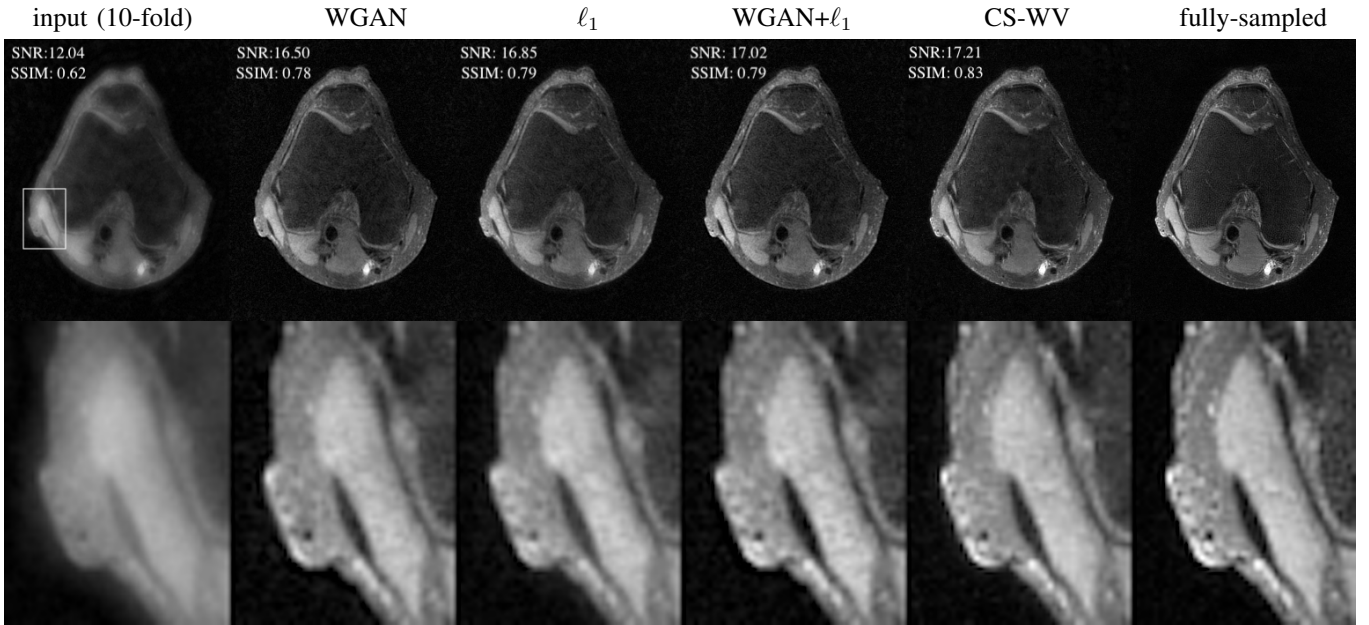 input (10-fold) WGAN ℓ₁ WGAN+ℓ₁ CS-WV fully-sampled
SNR:12.04 SNR:16.50 SNR: 16.85 SNR: 17.02 SNR:17.21
SSIM: 0.62 SSIM: 0.78 SSIM: 0.79 SSIM: 0.79 SSIM: 0.83